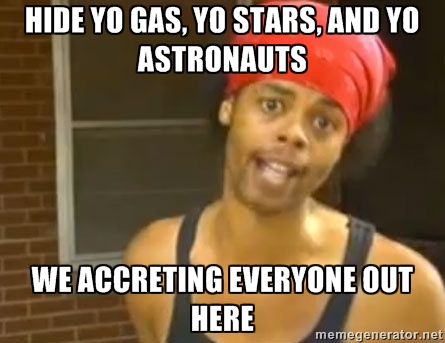 HIDE YO GAS, YO STARS, AND YO
ASTRONAUTS
WE ACCRETING EVERYONE OUT
HERE
memegenerator.net